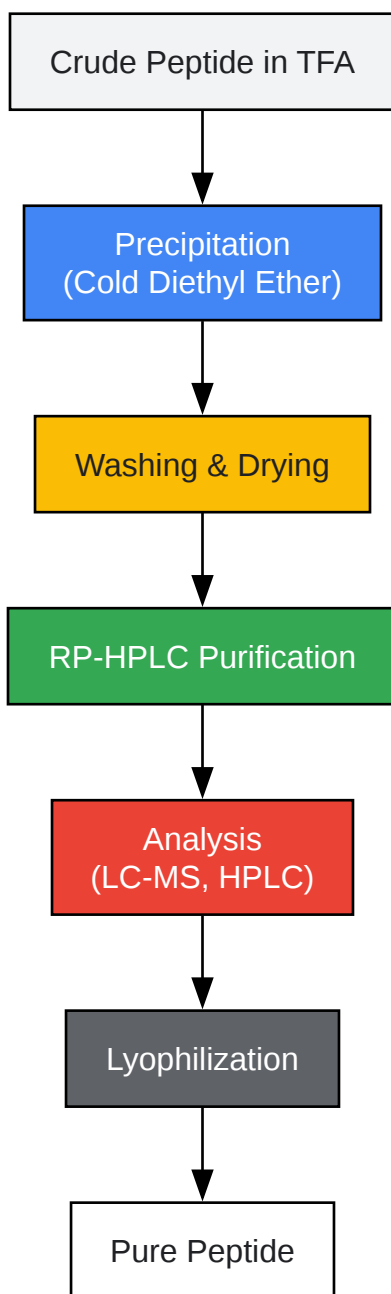 Crude Peptide in TFA
Precipitation
(Cold Diethyl Ether)
Washing & Drying
RP-HPLC Purification
Analysis
(LC-MS, HPLC)
Lyophilization
Pure Peptide